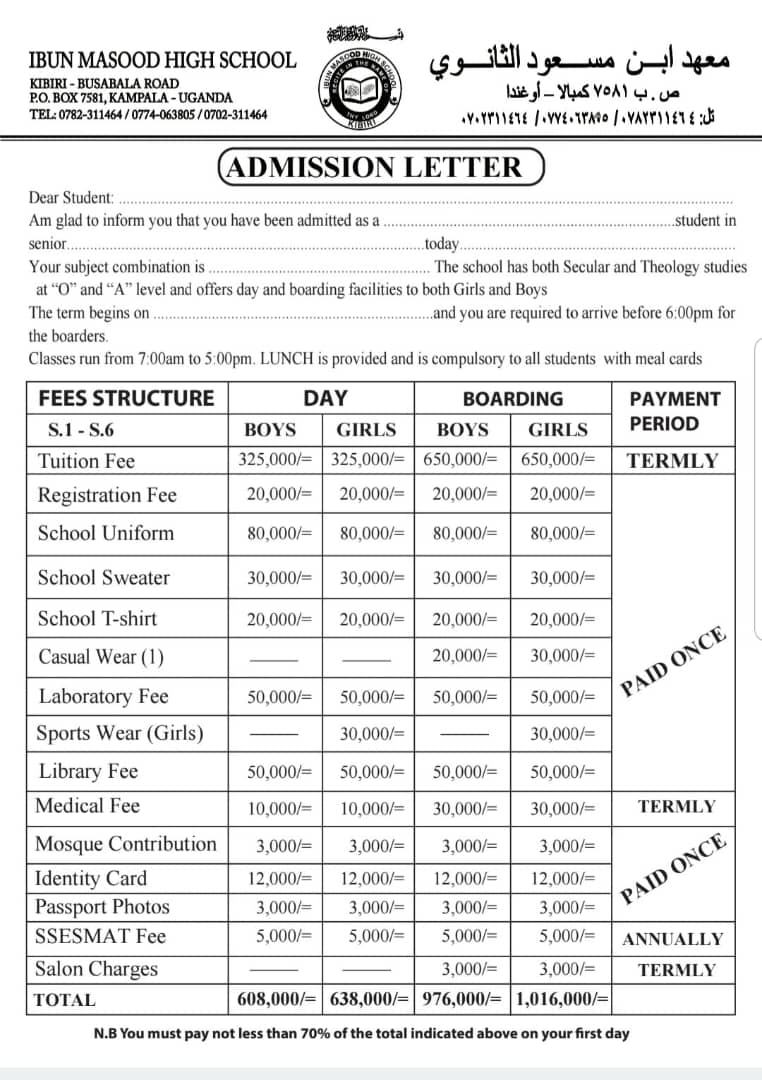 IBUN MASOOD HIGH SCHOOL
KIBIRI - BUSABALA ROAD
P.O. BOX 7581, KAMPALA - UGANDA
TEL: 0782-311464 / 0774-063805 / 0702-311464
IBUN MASOOD HIGH SCHOOL
KIBIRI
معهد ابن مسعود الثانوي
ص . ب ٧٥٨١ كمبالا - أوغندا
تل: ٠٧٨٢٣١١٤٦٤ / ٠٧٧٤٠٦٣٨٥ / ٠٧٠٢٣١١٤٦٤
ADMISSION LETTER
Dear Student: ..........
Am glad to inform you that you have been admitted as a ..........student in
senior..........today..........
Your subject combination is .......... The school has both Secular and Theology studies
at “O” and “A” level and offers day and boarding facilities to both Girls and Boys
The term begins on ..........and you are required to arrive before 6:00pm for
the boarders.
Classes run from 7:00am to 5:00pm. LUNCH is provided and is compulsory to all students with meal cards
FEES STRUCTURE DAY BOARDING PAYMENT PERIOD
S.1 - S.6 BOYS GIRLS BOYS GIRLS
Tuition Fee 325,000/= 325,000/= 650,000/= 650,000/= TERMLY
Registration Fee 20,000/= 20,000/= 20,000/= 20,000/=
School Uniform 80,000/= 80,000/= 80,000/= 80,000/=
School Sweater 30,000/= 30,000/= 30,000/= 30,000/=
School T-shirt 20,000/= 20,000/= 20,000/= 20,000/=
Casual Wear (1) —— —— 20,000/= 30,000/= PAID ONCE
Laboratory Fee 50,000/= 50,000/= 50,000/= 50,000/=
Sports Wear (Girls) —— 30,000/= —— 30,000/=
Library Fee 50,000/= 50,000/= 50,000/= 50,000/=
Medical Fee 10,000/= 10,000/= 30,000/= 30,000/= TERMLY
Mosque Contribution 3,000/= 3,000/= 3,000/= 3,000/=
Identity Card 12,000/= 12,000/= 12,000/= 12,000/= PAID ONCE
Passport Photos 3,000/= 3,000/= 3,000/= 3,000/=
SSESMAT Fee 5,000/= 5,000/= 5,000/= 5,000/= ANNUALLY
Salon Charges —— —— 3,000/= 3,000/= TERMLY
TOTAL 608,000/= 638,000/= 976,000/= 1,016,000/=
N.B You must pay not less than 70% of the total indicated above on your first day